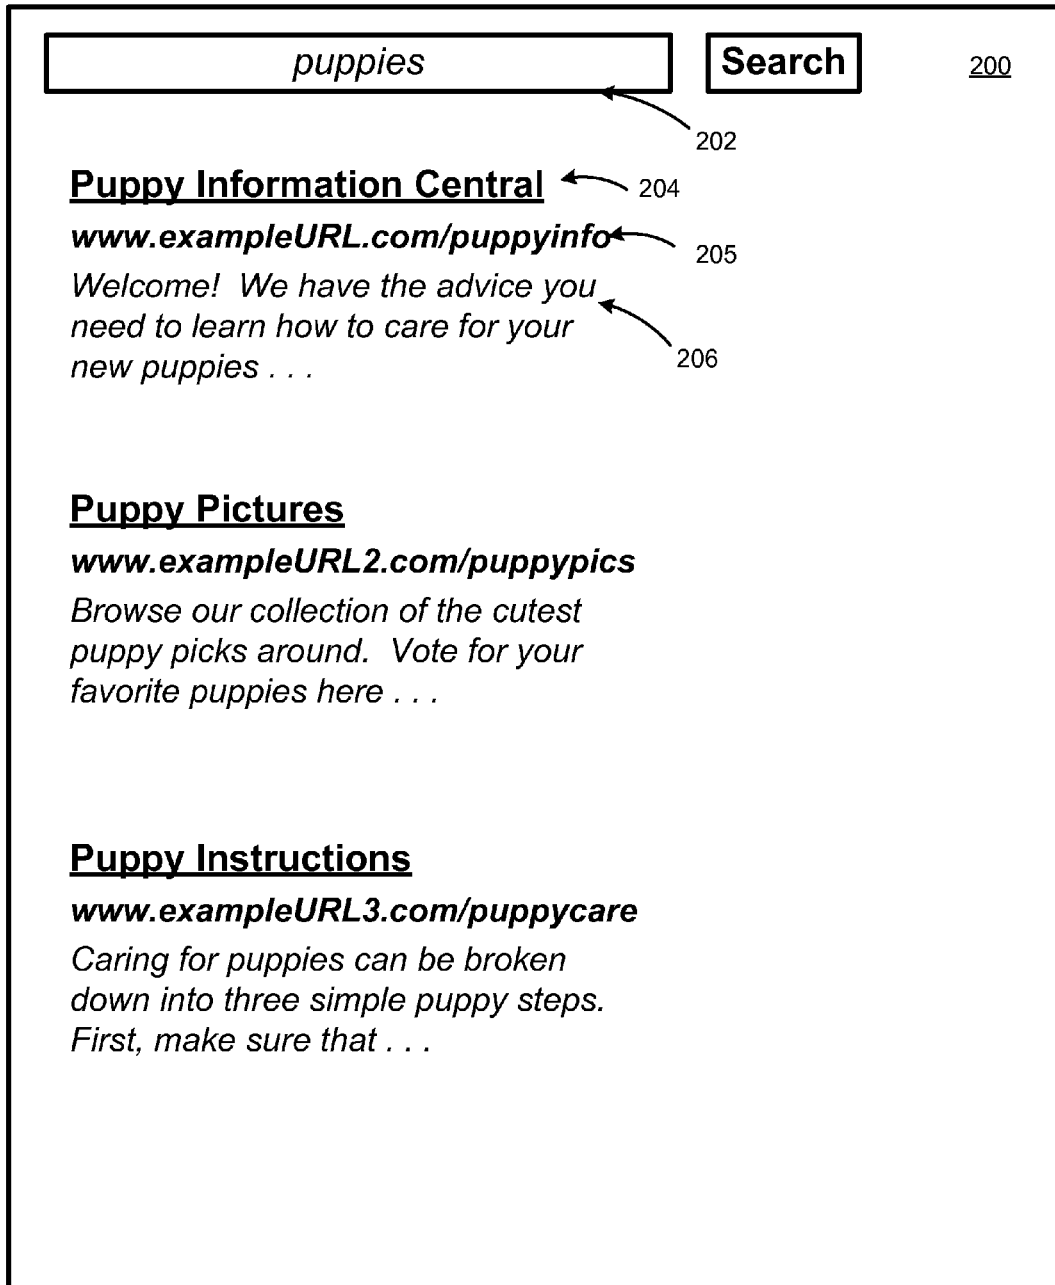 puppies Search 200
202
Puppy Information Central 204
www.exampleURL.com/puppyinfo 205
Welcome!  We have the advice you
need to learn how to care for your
new puppies . . .
206
Puppy Pictures
www.exampleURL2.com/puppypics
Browse our collection of the cutest
puppy picks around.  Vote for your
favorite puppies here . . .
Puppy Instructions
www.exampleURL3.com/puppycare
Caring for puppies can be broken
down into three simple puppy steps.
First, make sure that . . .